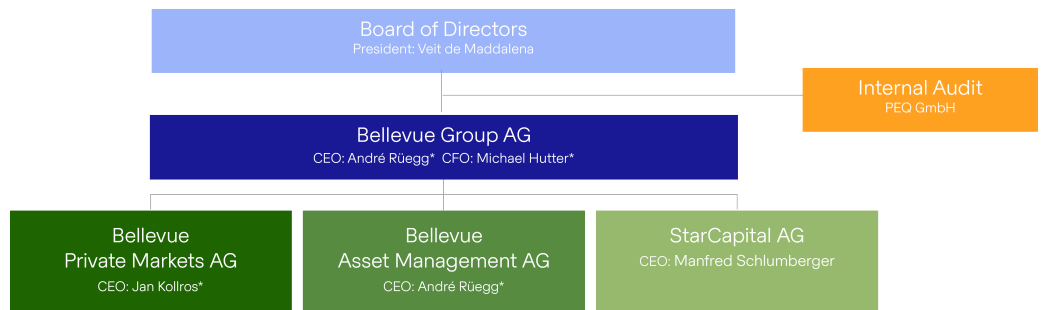 Board of Directors
President: Veit de Maddalena
Internal Audit
PEQ GmbH
Bellevue Group AG
CEO: André Rüegg* CFO: Michael Hutter*
Bellevue
Private Markets AG
CEO: Jan Kollros*
Bellevue
Asset Management AG
CEO: André Rüegg*
StarCapital AG
CEO: Manfred Schlumberger